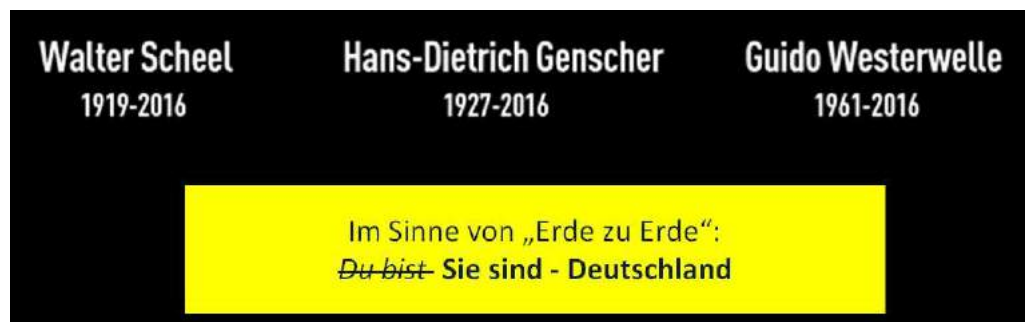 Walter Scheel Hans-Dietrich Genscher Guido Westerwelle
1919-2016 1927-2016 1961-2016
Im Sinne von „Erde zu Erde“:
Du bist - Sie sind - Deutschland